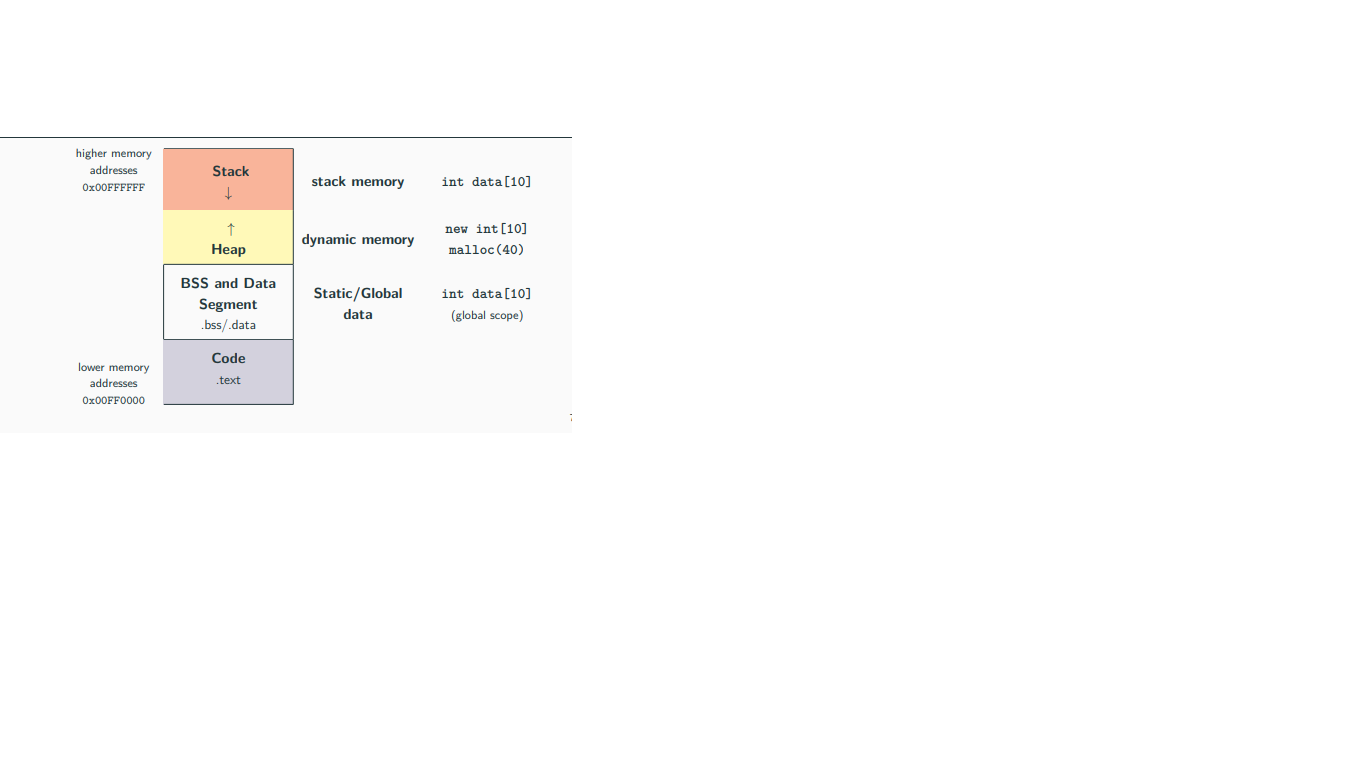 higher memory
addresses
0x00FFFFFF
Stack
↓
stack memory
int data[10]
↑
Heap
dynamic memory
new int[10]
malloc(40)
BSS and Data
Segment
.bss/.data
Static/Global
data
int data[10]
(global scope)
Code
.text
lower memory
addresses
0x00FF0000